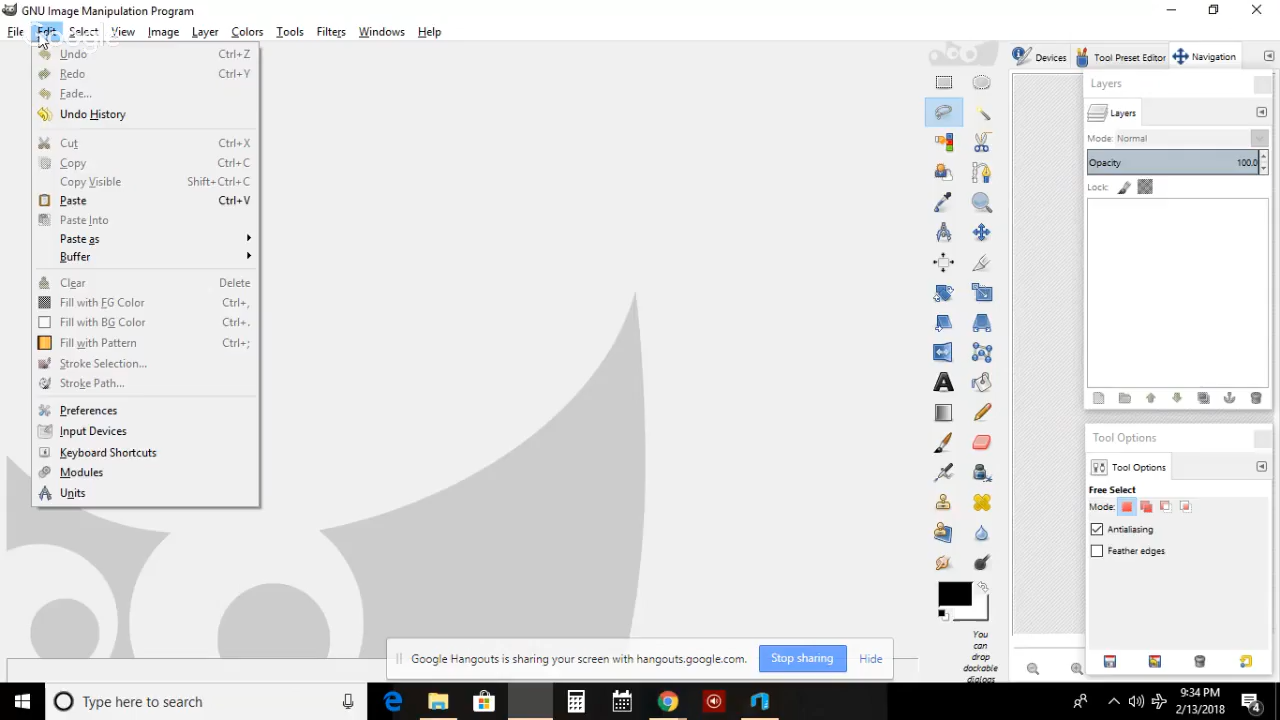 GNU Image Manipulation Program
File Edit Select View Image Layer Colors Tools Filters Windows Help
Google
Undo Ctrl+Z
Redo Ctrl+Y
Fade...
Undo History
Cut Ctrl+X
Copy Ctrl+C
Copy Visible Shift+Ctrl+C
Paste Ctrl+V
Paste Into
Paste as
Buffer
Clear Delete
Fill with FG Color Ctrl+,
Fill with BG Color Ctrl+.
Fill with Pattern Ctrl+;
Stroke Selection...
Stroke Path...
Preferences
Input Devices
Keyboard Shortcuts
Modules
Units
Devices Tool Preset Editor Navigation
Layers
Layers
Mode: Normal
Opacity 100.0
Lock:
Tool Options
Tool Options
Free Select
Mode:
Antialiasing
Feather edges
You
can
drop
dockable
dialogs
Google Hangouts is sharing your screen with hangouts.google.com. Stop sharing Hide
Type here to search
9:34 PM
2/13/2018
4